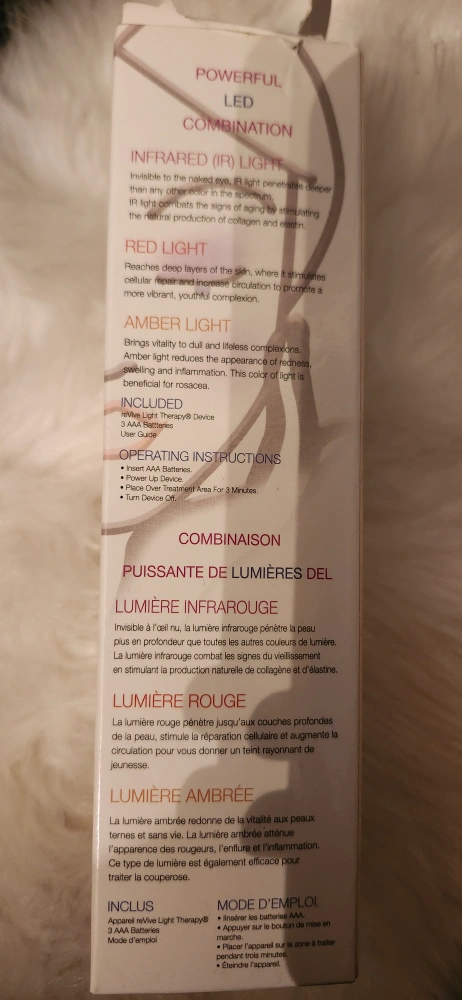 POWERFUL
LED
COMBINATION
INFRARED (IR) LIGHT
Invisible to the naked eye, IR light penetrates deeper
than any other color in the spectrum.
IR light combats the signs of aging by stimulating
the natural production of collagen and elastin.
RED LIGHT
Reaches deep layers of the skin, where it stimulates
cellular repair and increase circulation to promote a
more vibrant, youthful complexion.
AMBER LIGHT
Brings vitality to dull and lifeless complexions.
Amber light reduces the appearance of redness,
swelling and inflammation. This color of light is
beneficial for rosacea.
INCLUDED
reVive Light Therapy® Device
3 AAA Battteries
User Guide
OPERATING INSTRUCTIONS
• Insert AAA Batteries.
• Power Up Device.
• Place Over Treatment Area For 3 Minutes.
• Turn Device Off.
COMBINAISON
PUISSANTE DE LUMIÈRES DEL
LUMIÈRE INFRAROUGE
Invisible à l'œil nu, la lumière infrarouge pénètre la peau
plus en profondeur que toutes les autres couleurs de lumière.
La lumière infrarouge combat les signes du vieillissement
en stimulant la production naturelle de collagène et d'élastine.
LUMIÈRE ROUGE
La lumière rouge pénètre jusqu'aux couches profondes
de la peau, stimule la réparation cellulaire et augmente la
circulation pour vous donner un teint rayonnant de
jeunesse.
LUMIÈRE AMBRÉE
La lumière ambrée redonne de la vitalité aux peaux
ternes et sans vie. La lumière ambrée atténue
l'apparence des rougeurs, l'enflure et l'inflammation.
Ce type de lumière est également efficace pour
traiter la couperose.
INCLUS
Appareil reVive Light Therapy®
3 AAA Batteries
Mode d'emploi
MODE D'EMPLOI
• Iinsérer les batteries AAA.
• Appuyer sur le bouton de mise en
marche.
• Placer l'appareil sur la zone à traiter
pendant trois minutes.
• Éteindre l'appareil.